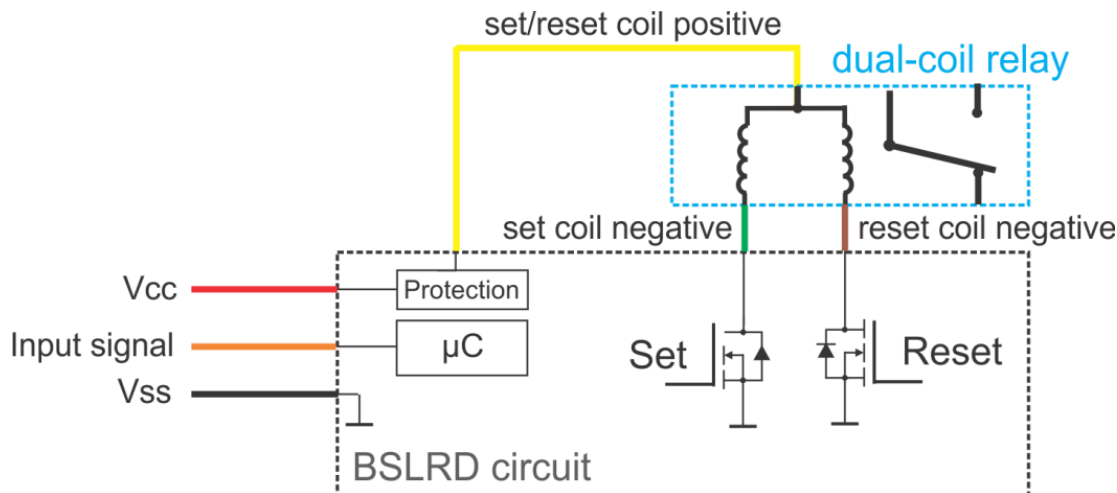 set/reset coil positive
dual-coil relay
set coil negative
reset coil negative
Vcc
Protection
Input signal
µC
Set
Reset
Vss
BSLRD circuit